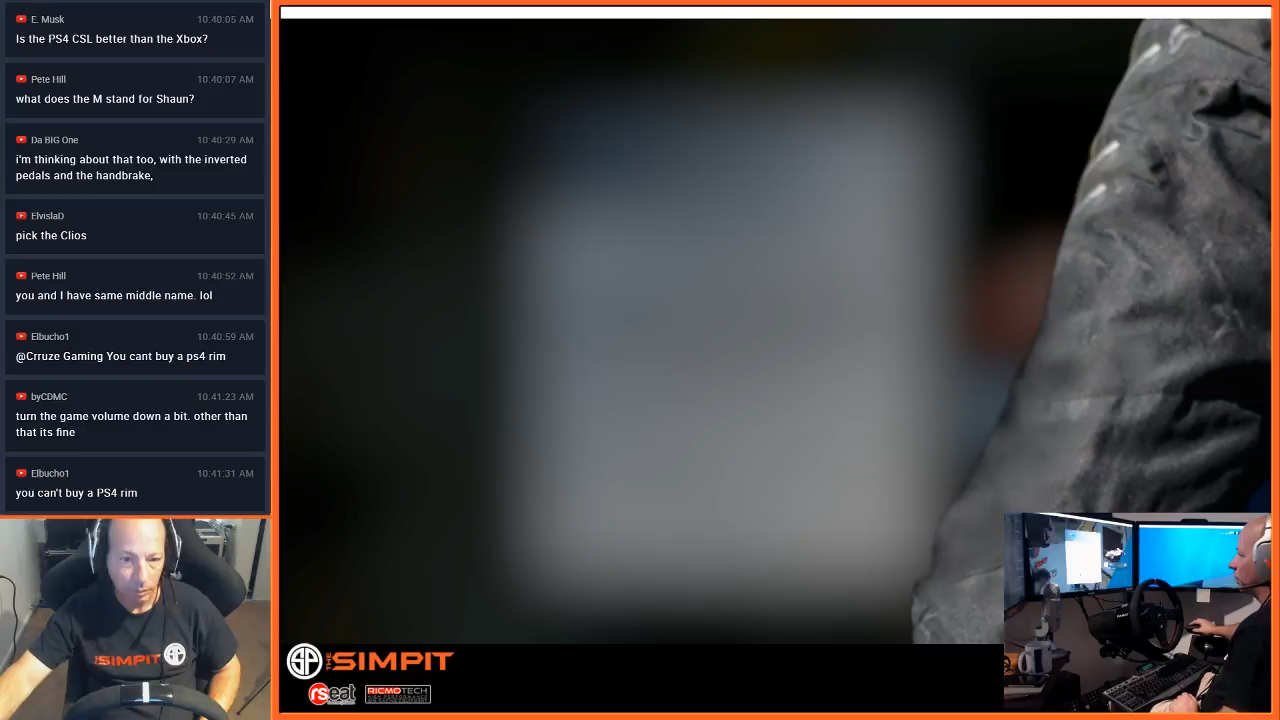 E. Musk 10:40:05 AM
Is the PS4 CSL better than the Xbox?
Pete Hill 10:40:07 AM
what does the M stand for Shaun?
Da BIG One 10:40:29 AM
i'm thinking about that too, with the inverted
pedals and the handbrake,
ElvislaD 10:40:45 AM
pick the Clios
Pete Hill 10:40:52 AM
you and I have same middle name. lol
Elbucho1 10:40:59 AM
@Crruze Gaming You cant buy a ps4 rim
byCDMC 10:41:23 AM
turn the game volume down a bit. other than
that its fine
Elbucho1 10:41:31 AM
you can't buy a PS4 rim
THE SIMPIT
SP THE SIMPIT
rseat RICMOTECH